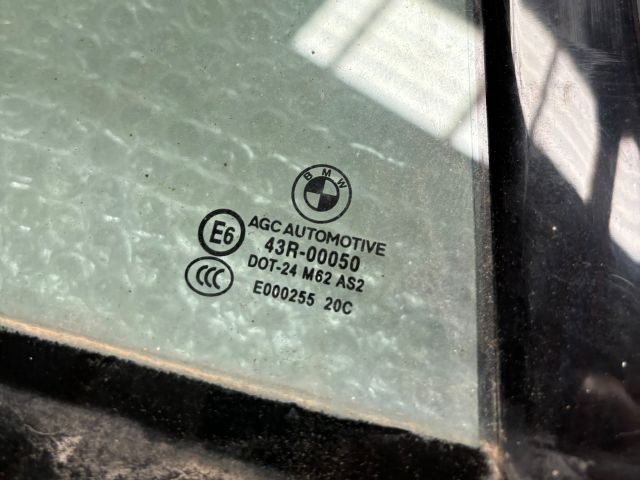 BMW
AGC AUTOMOTIVE
E6
43R-00050
CCC
DOT-24 M62 AS2
E000255 20C